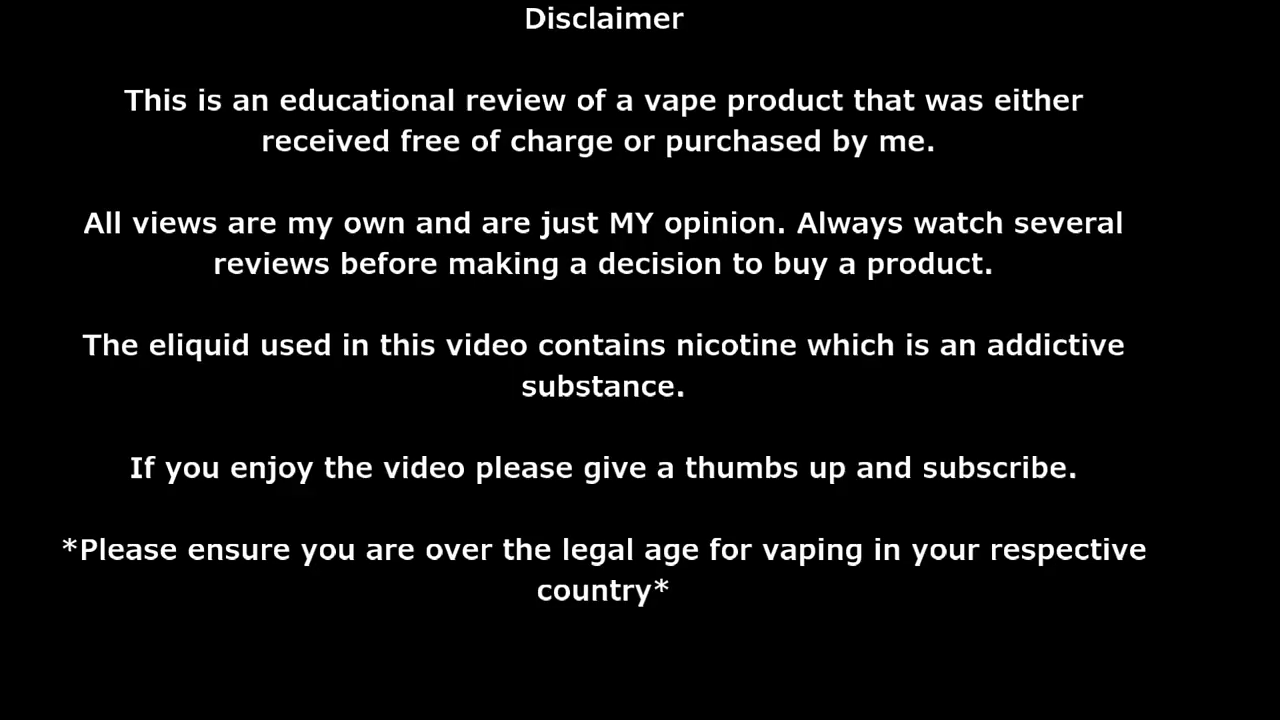 Disclaimer
This is an educational review of a vape product that was either
received free of charge or purchased by me.
All views are my own and are just MY opinion. Always watch several
reviews before making a decision to buy a product.
The eliquid used in this video contains nicotine which is an addictive
substance.
If you enjoy the video please give a thumbs up and subscribe.
*Please ensure you are over the legal age for vaping in your respective
country*